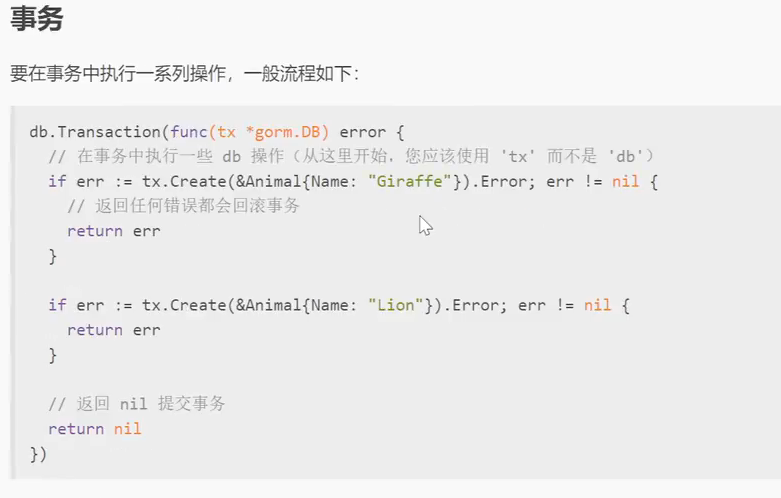 事务
要在事务中执行一系列操作，一般流程如下：
db.Transaction(func(tx *gorm.DB) error {
  // 在事务中执行一些 db 操作（从这里开始，您应该使用 'tx' 而不是 'db'）
  if err := tx.Create(&Animal{Name: "Giraffe"}).Error; err != nil {
    // 返回任何错误都会回滚事务
    return err
  }

  if err := tx.Create(&Animal{Name: "Lion"}).Error; err != nil {
    return err
  }

  // 返回 nil 提交事务
  return nil
})